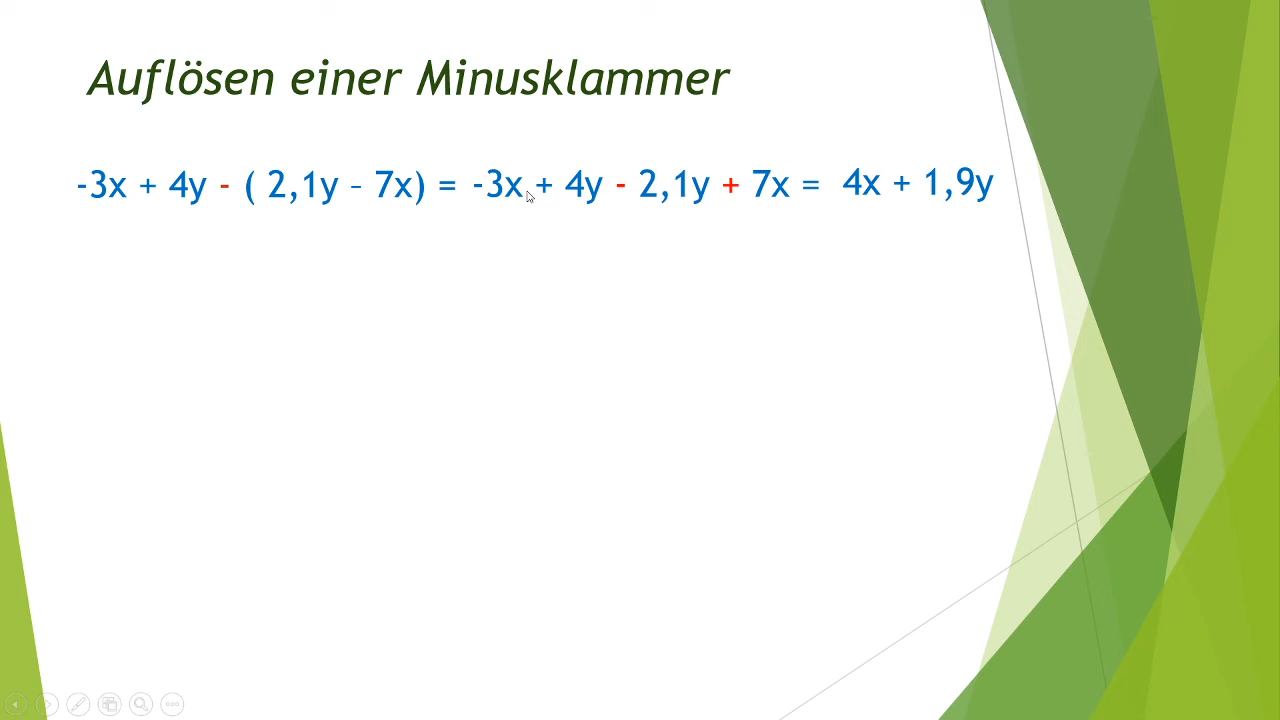 Auflösen einer Minusklammer
-3x + 4y - ( 2,1y – 7x) = -3x + 4y - 2,1y + 7x = 4x + 1,9y